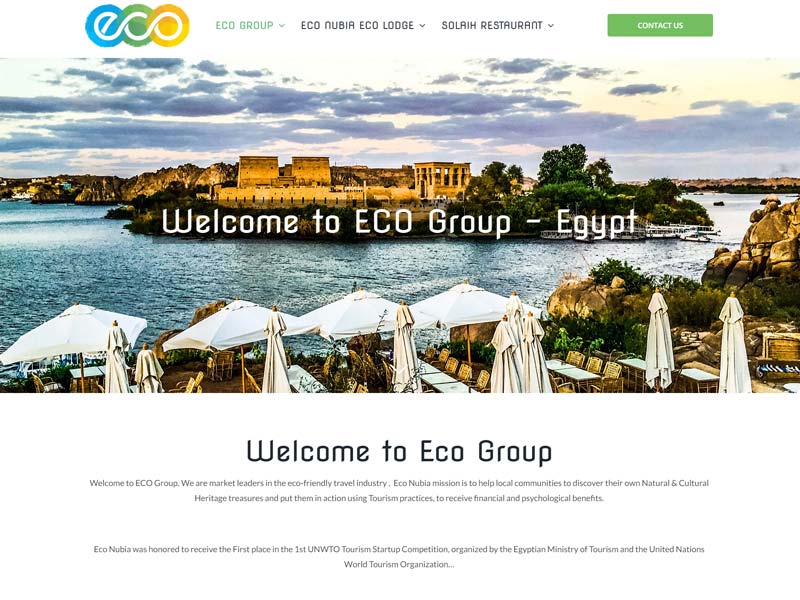 eco
ECO GROUP
ECO NUBIA ECO LODGE
SOLAIH RESTAURANT
CONTACT US
Welcome to ECO Group – Egypt
Welcome to Eco Group
Welcome to ECO Group, We are market leaders in the eco-friendly travel industry , Eco Nubia mission is to help local communities to discover their own Natural & Cultural
Heritage treasures and put them in action using Tourism practices, to receive financial and psychological benefits.
Eco Nubia was honored to receive the First place in the 1st UNWTO Tourism Startup Competition, organized by the Egyptian Ministry of Tourism and the United Nations
World Tourism Organization...